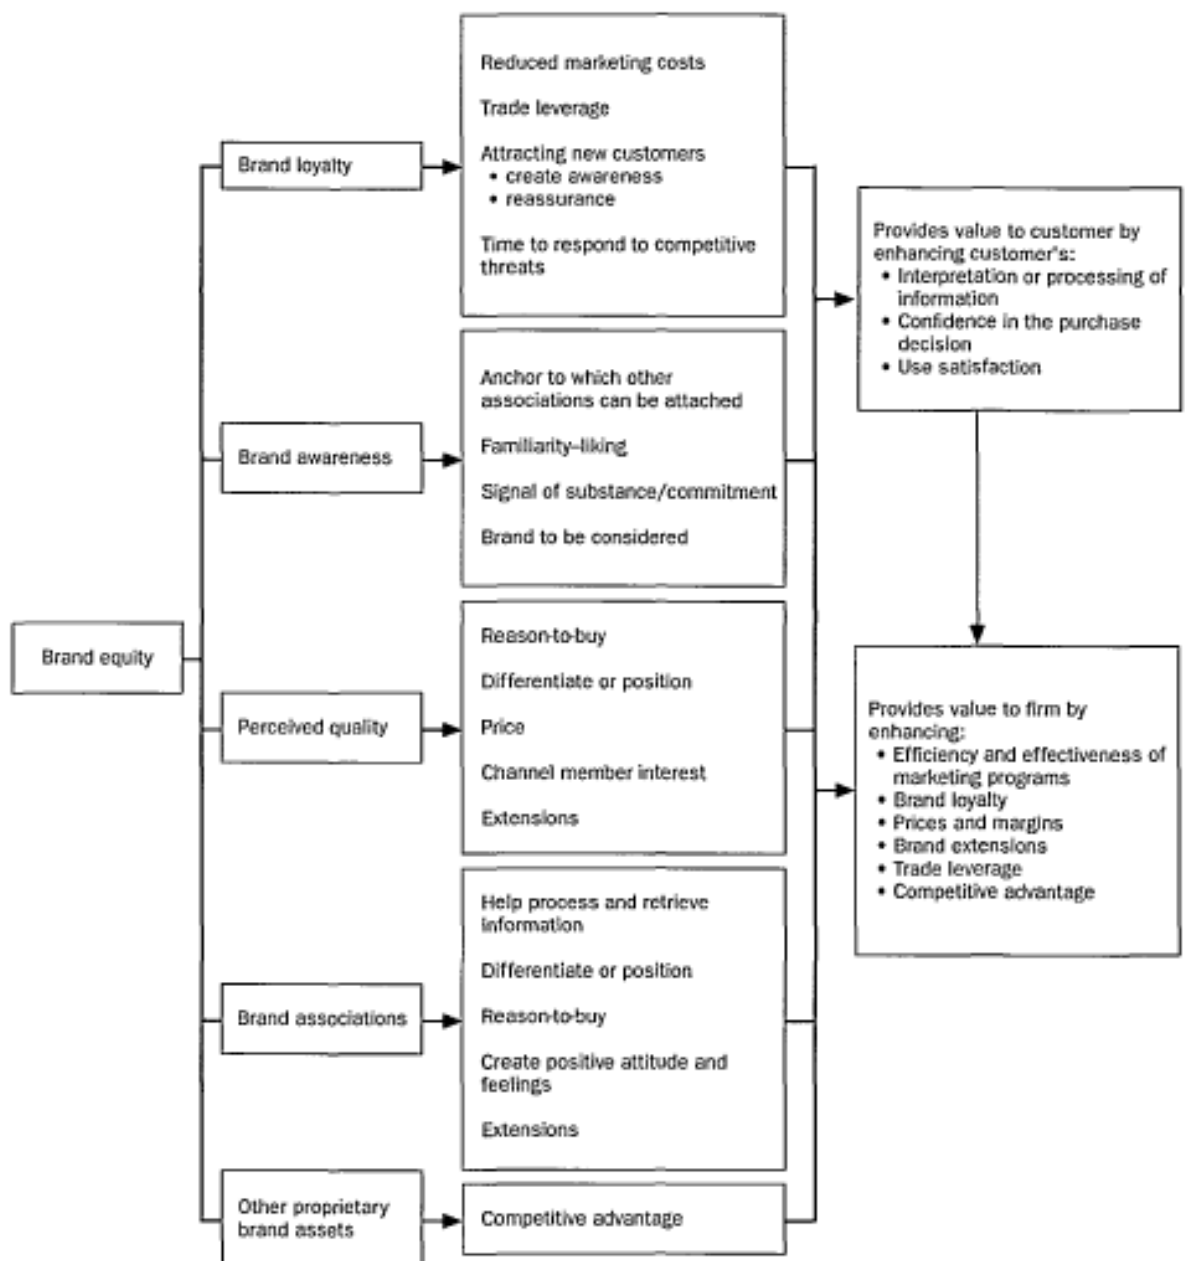 Reduced marketing costs
Trade leverage
Attracting new customers
• create awareness
• reassurance
Time to respond to competitive
threats
Brand loyalty
Provides value to customer by
enhancing customer's:
• Interpretation or processing of
information
• Confidence in the purchase
decision
• Use satisfaction
Anchor to which other
associations can be attached
Familiarity–liking
Signal of substance/commitment
Brand to be considered
Brand awareness
Brand equity
Perceived quality
Reason-to-buy
Differentiate or position
Price
Channel member interest
Extensions
Provides value to firm by
enhancing:
• Efficiency and effectiveness of
marketing programs
• Brand loyalty
• Prices and margins
• Brand extensions
• Trade leverage
• Competitive advantage
Help process and retrieve
information
Differentiate or position
Reason-to-buy
Create positive attitude and
feelings
Extensions
Brand associations
Other proprietary
brand assets
Competitive advantage